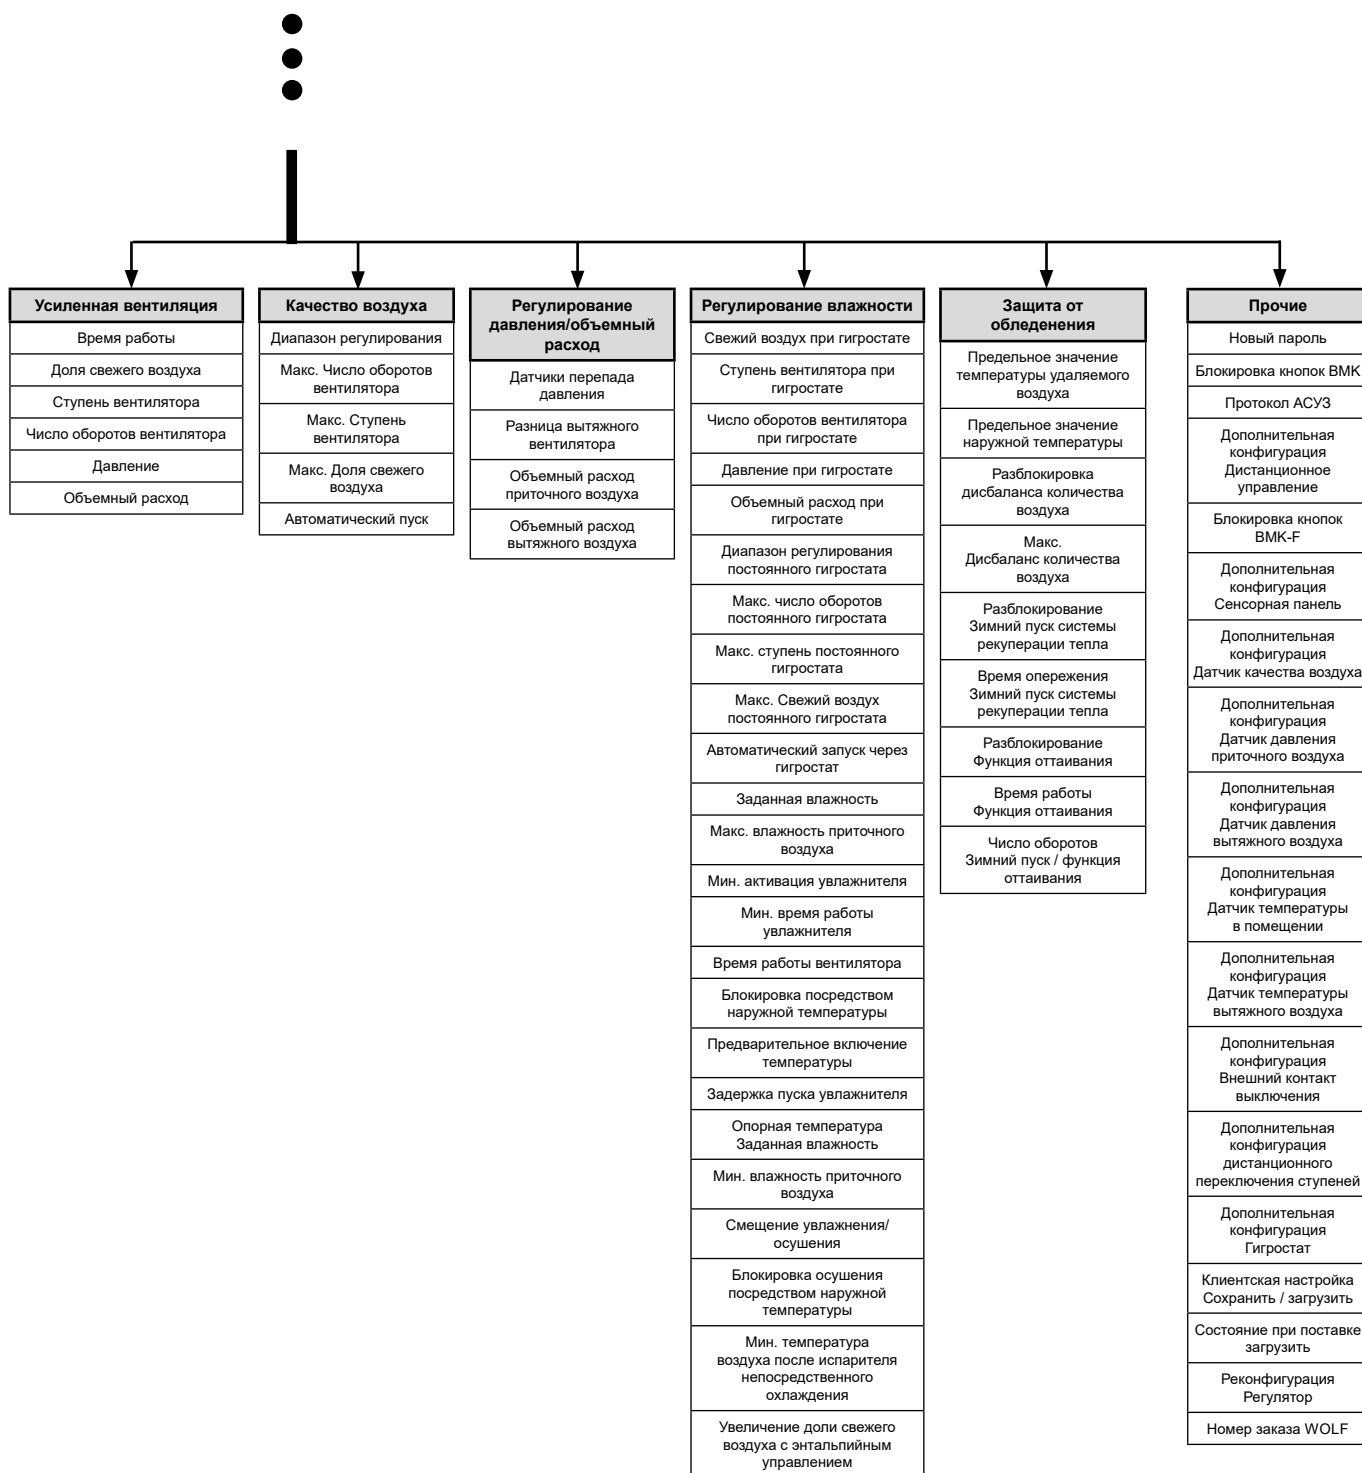 Усиленная вентиляция
Время работы
Доля свежего воздуха
Ступень вентилятора
Число оборотов вентилятора
Давление
Объемный расход
Качество воздуха
Диапазон регулирования
Макс. Число оборотов
вентилятора
Макс. Ступень
вентилятора
Макс. Доля свежего
воздуха
Автоматический пуск
Регулирование
давления/объемный
расход
Датчики перепада
давления
Разница вытяжного
вентилятора
Объемный расход
приточного воздуха
Объемный расход
вытяжного воздуха
Регулирование влажности
Свежий воздух при гигростате
Ступень вентилятора при
гигростате
Число оборотов вентилятора
при гигростате
Давление при гигростате
Объемный расход при
гигростате
Диапазон регулирования
постоянного гигростата
Макс. число оборотов
постоянного гигростата
Макс. ступень постоянного
гигростата
Макс. Свежий воздух
постоянного гигростата
Автоматический запуск через
гигростат
Заданная влажность
Макс. влажность приточного
воздуха
Мин. активация увлажнителя
Мин. время работы
увлажнителя
Время работы вентилятора
Блокировка посредством
наружной температуры
Предварительное включение
температуры
Задержка пуска увлажнителя
Опорная температура
Заданная влажность
Мин. влажность приточного
воздуха
Смещение увлажнения/
осушения
Блокировка осушения
посредством наружной
температуры
Мин. температура
воздуха после испарителя
непосредственного
охлаждения
Увеличение доли свежего
воздуха с энтальпийным
управлением
Защита от
обледенения
Предельное значение
температуры удаляемого
воздуха
Предельное значение
наружной температуры
Разблокировка
дисбаланса количества
воздуха
Макс.
Дисбаланс количества
воздуха
Разблокирование
Зимний пуск системы
рекуперации тепла
Время опережения
Зимний пуск системы
рекуперации тепла
Разблокирование
Функция оттаивания
Время работы
Функция оттаивания
Число оборотов
Зимний пуск / функция
оттаивания
Прочие
Новый пароль
Блокировка кнопок BMK
Протокол АСУЗ
Дополнительная
конфигурация
Дистанционное
управление
Блокировка кнопок
BMK-F
Дополнительная
конфигурация
Сенсорная панель
Дополнительная
конфигурация
Датчик качества воздуха
Дополнительная
конфигурация
Датчик давления
приточного воздуха
Дополнительная
конфигурация
Датчик давления
вытяжного воздуха
Дополнительная
конфигурация
Датчик температуры
в помещении
Дополнительная
конфигурация
Датчик температуры
вытяжного воздуха
Дополнительная
конфигурация
Внешний контакт
выключения
Дополнительная
конфигурация
дистанционного
переключения ступеней
Дополнительная
конфигурация
Гигростат
Клиентская настройка
Сохранить / загрузить
Состояние при поставке
загрузить
Реконфигурация
Регулятор
Номер заказа WOLF